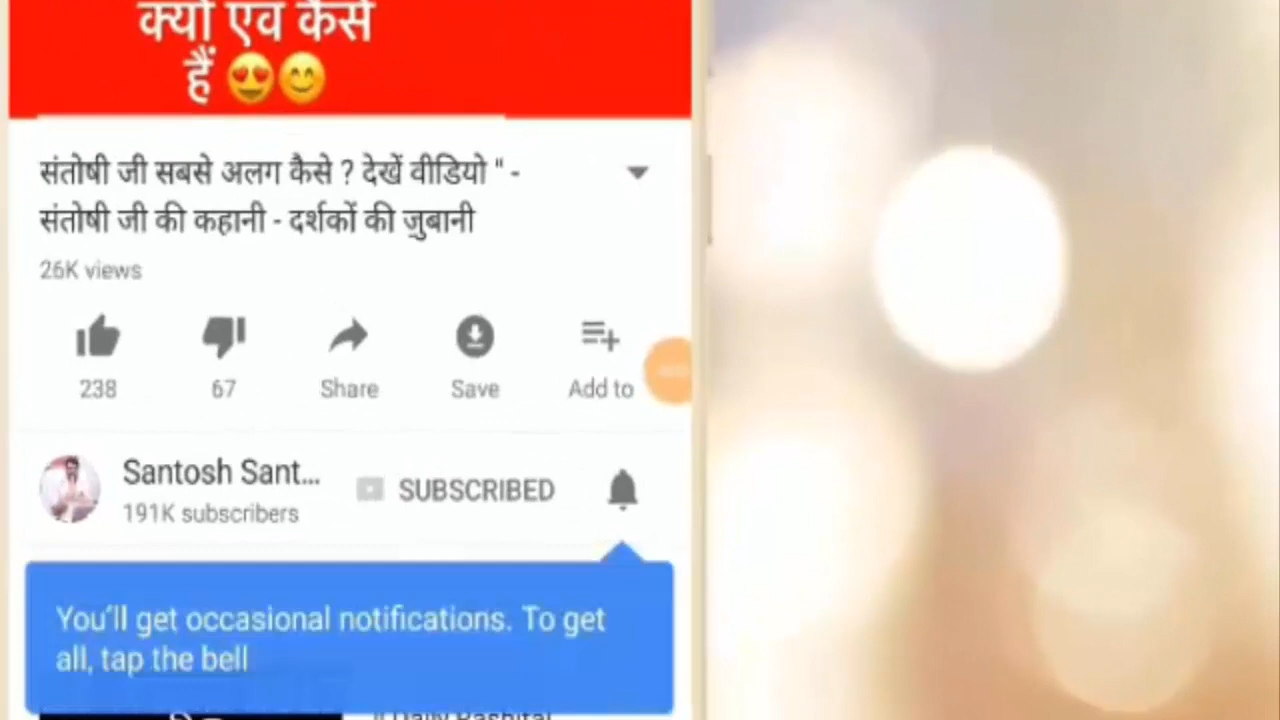 क्यों एवं कैसे
हैं 😍😊
संतोषी जी सबसे अलग कैसे ? देखें वीडियो " -
संतोषी जी की कहानी - दर्शकों की जुबानी
26K views
238
67
Share
Save
Add to
Santosh Sant...
191K subscribers
SUBSCRIBED
You'll get occasional notifications. To get
all, tap the bell